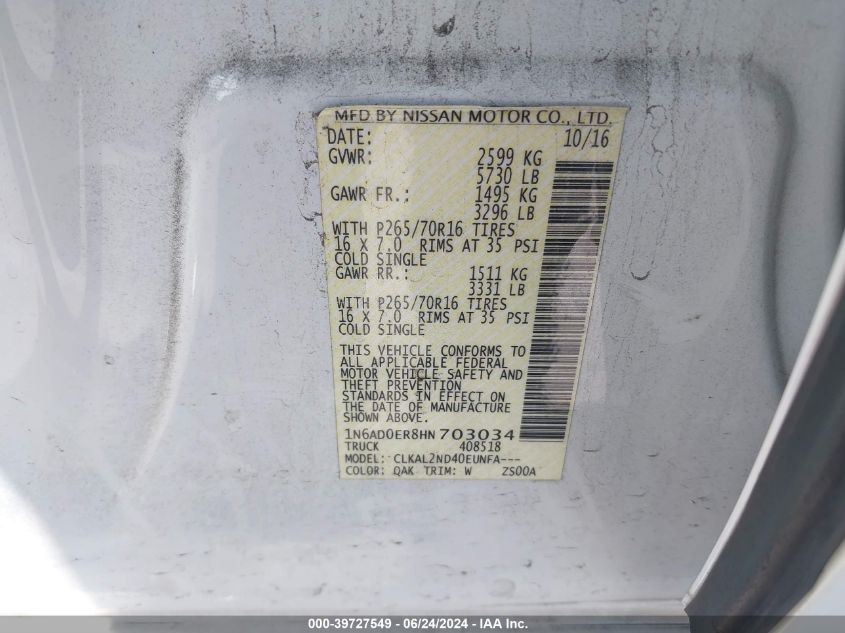 MFD BY NISSAN MOTOR CO., LTD.
DATE: 10/16
GVWR: 2599 KG
5730 LB
GAWR FR.: 1495 KG
3296 LB
WITH P265/70R16 TIRES
16 X 7.0 RIMS AT 35 PSI
COLD SINGLE
GAWR RR.: 1511 KG
3331 LB
WITH P265/70R16 TIRES
16 X 7.0 RIMS AT 35 PSI
COLD SINGLE
THIS VEHICLE CONFORMS TO
ALL APPLICABLE FEDERAL
MOTOR VEHICLE SAFETY AND
THEFT PREVENTION
STANDARDS IN EFFECT ON
THE DATE OF MANUFACTURE
SHOWN ABOVE.
1N6AD0ER8HN703034
TRUCK 408518
MODEL: CLKAL2ND40EUNFA---
COLOR: QAK TRIM: W ZS00A
000-39727549 / 06/24/2024 - © IAA Inc.